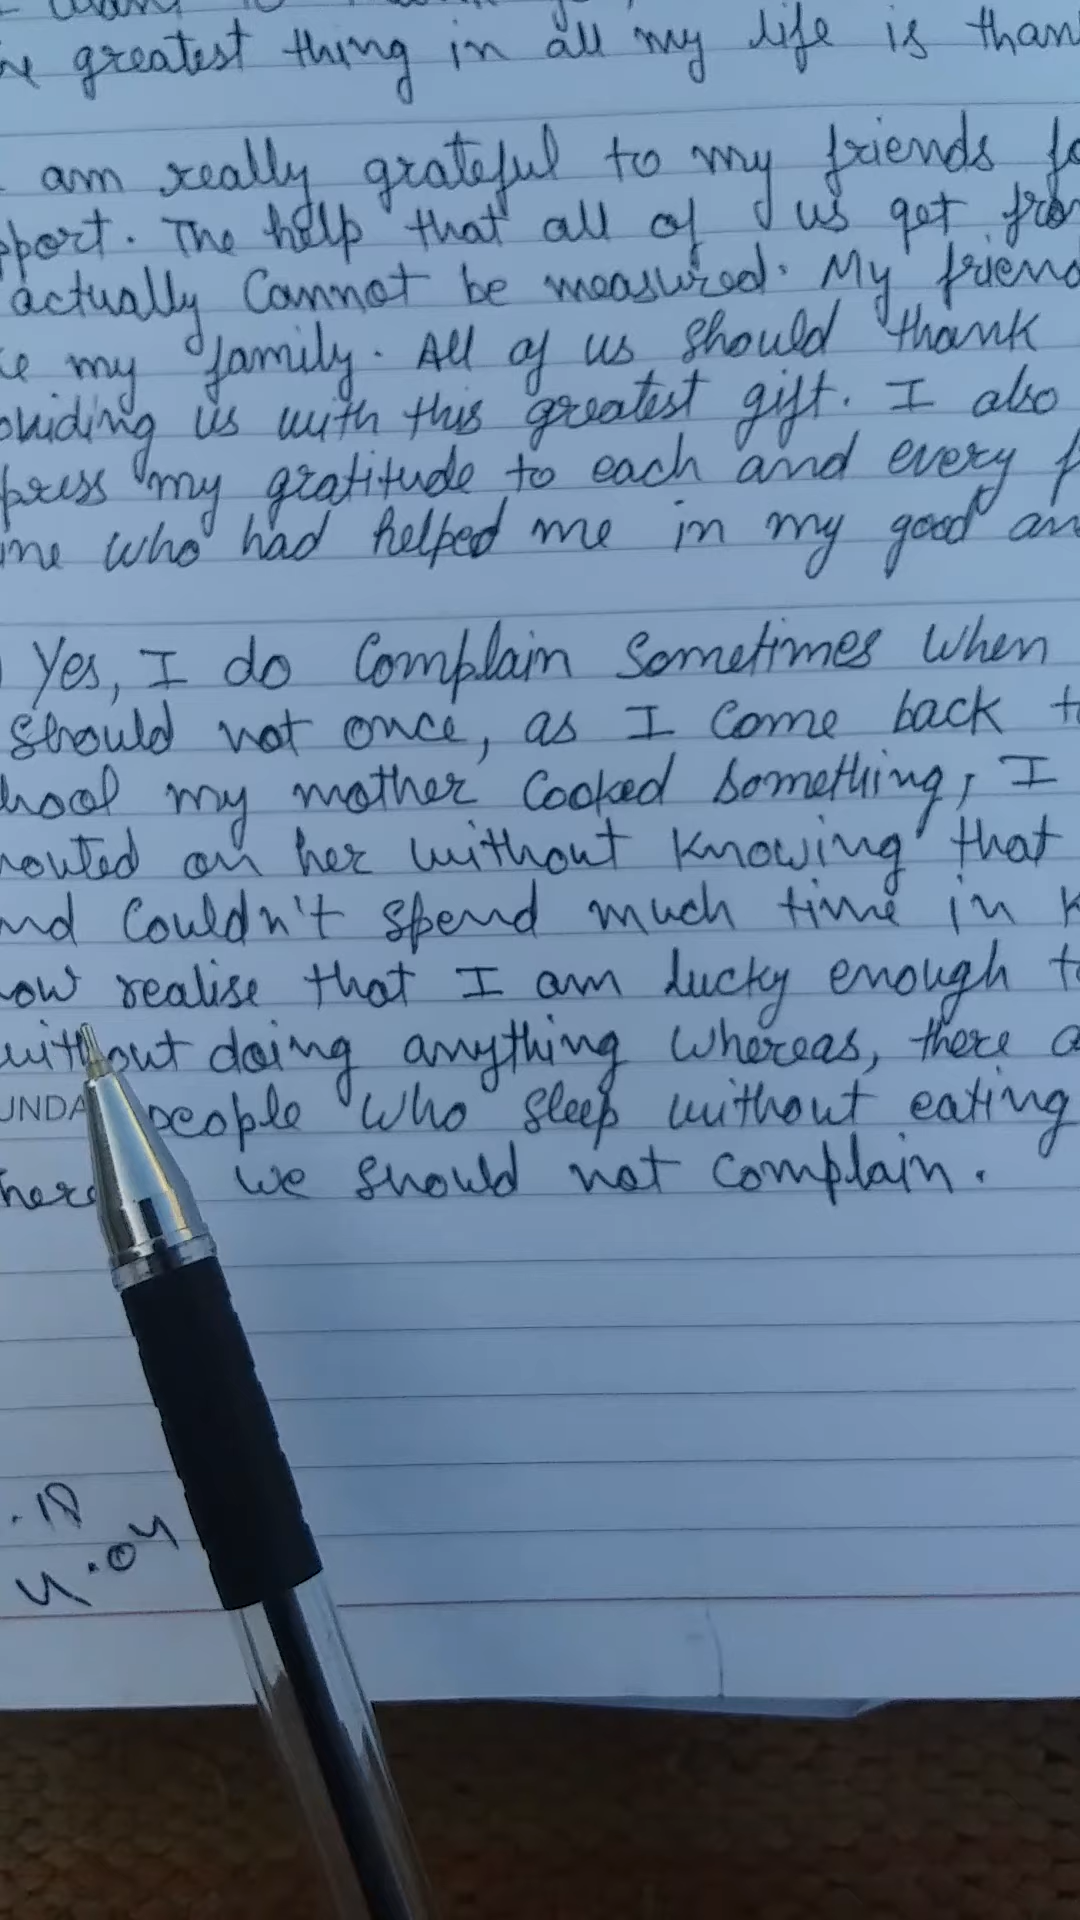 greatest thing in all my life is
am really grateful to my friends
pport. The help that all of us get
actually Cannot be measured. My friend
my family. All of us should thank
oviding us with this greatest gift. I also
press my gratitude to each and every
me who had helped me in my good an
Yes, I do Complain Sometimes when
should not once, as I come back
hool my mother cooked something, I
houted on her without knowing that
nd couldn't spend much time in K
ow realise that I am lucky enough
without doing anything whereas, there
UNDA people who sleep without eating
here we should not complain.
.18
4.04